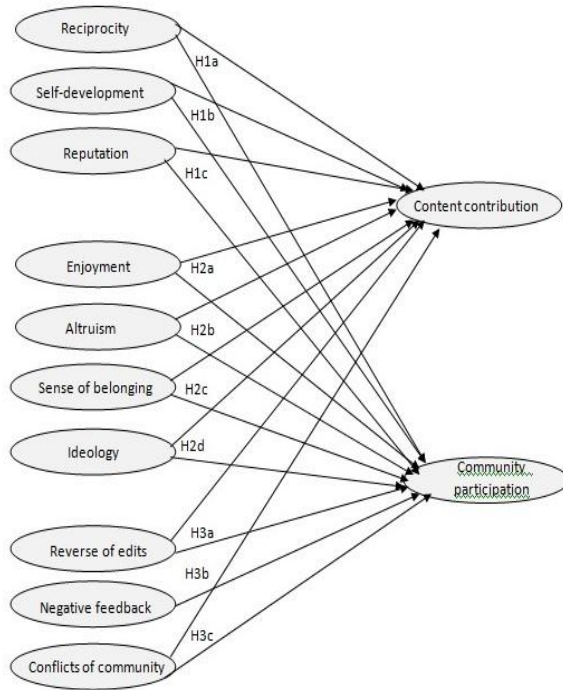 Reciprocity
H1a
Self-development
H1b
Reputation
H1c
Content contribution
Enjoyment
H2a
Altruism
H2b
Sense of belonging
H2c
Ideology
H2d
Community
participation
Reverse of edits
H3a
H3b
Negative feedback
H3c
Conflicts of community